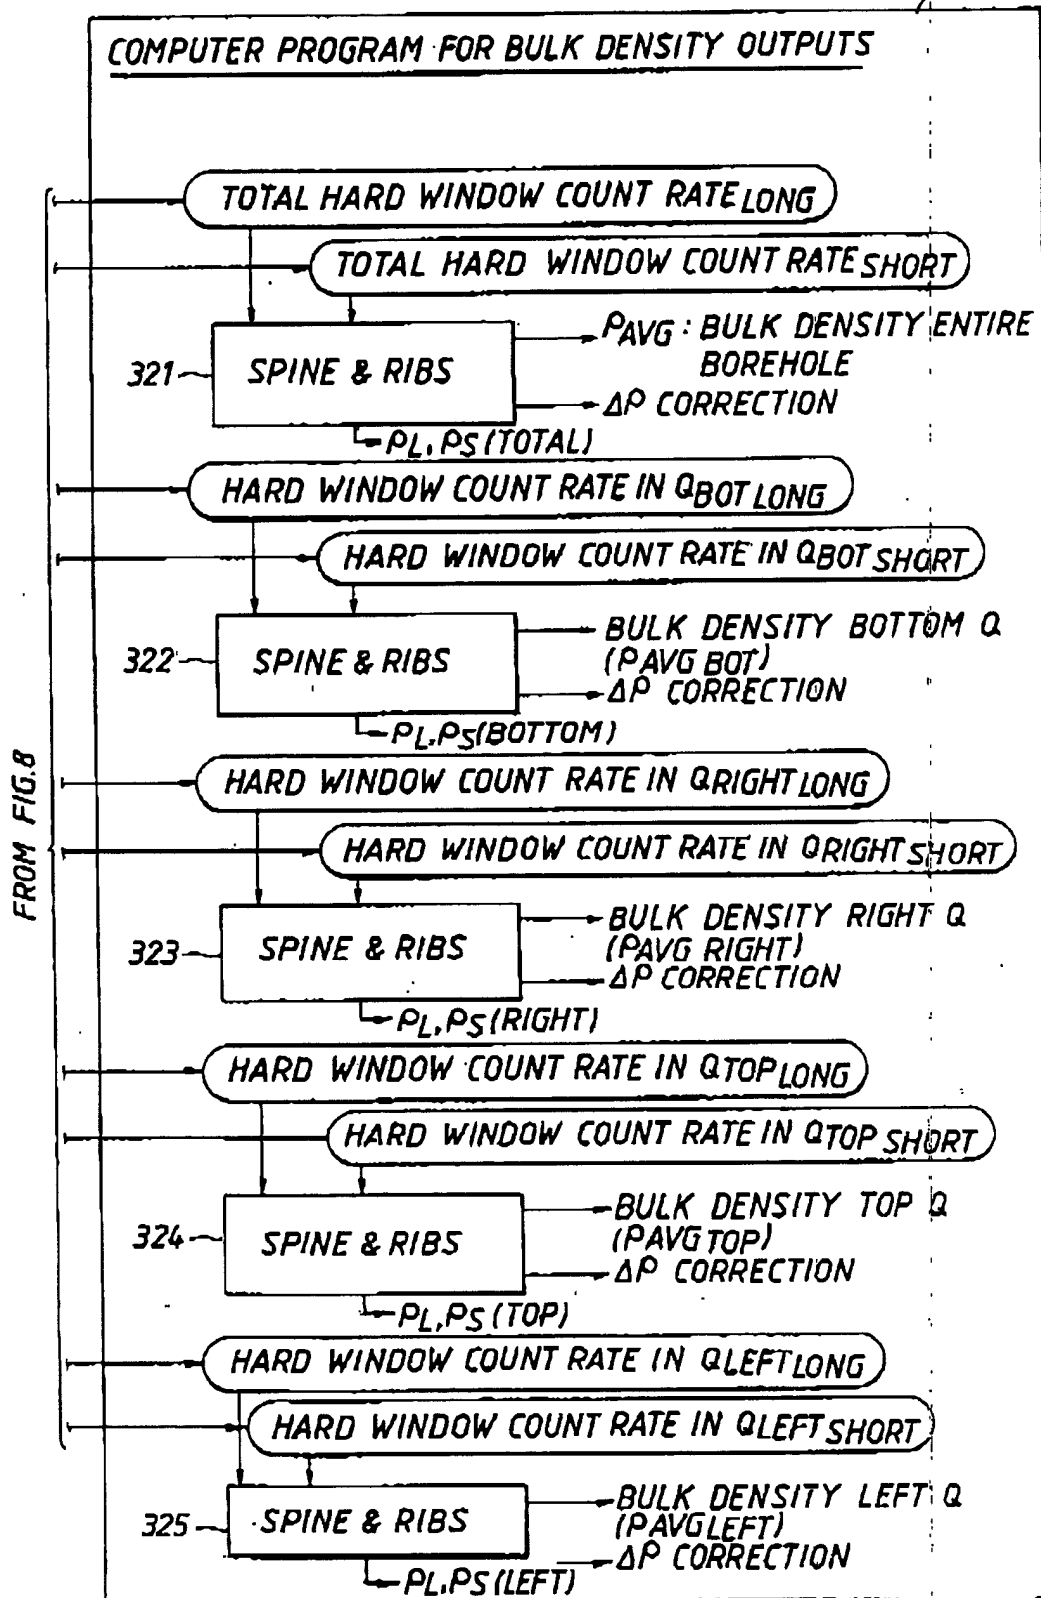 COMPUTER PROGRAM FOR BULK DENSITY OUTPUTS
TOTAL HARD WINDOW COUNT RATE LONG
TOTAL HARD WINDOW COUNT RATE SHORT
321
SPINE & RIBS
ρAVG : BULK DENSITY ENTIRE
BOREHOLE
Δρ CORRECTION
ρL, ρS (TOTAL)
HARD WINDOW COUNT RATE IN QBOT LONG
HARD WINDOW COUNT RATE IN QBOT SHORT
322
SPINE & RIBS
BULK DENSITY BOTTOM Q
(ρAVG BOT)
Δρ CORRECTION
ρL, ρS (BOTTOM)
FROM FIG.8
HARD WINDOW COUNT RATE IN QRIGHT LONG
HARD WINDOW COUNT RATE IN QRIGHT SHORT
323
SPINE & RIBS
BULK DENSITY RIGHT Q
(ρAVG RIGHT)
Δρ CORRECTION
ρL, ρS (RIGHT)
HARD WINDOW COUNT RATE IN QTOP LONG
HARD WINDOW COUNT RATE IN QTOP SHORT
324
SPINE & RIBS
BULK DENSITY TOP Q
(ρAVG TOP)
Δρ CORRECTION
ρL, ρS (TOP)
HARD WINDOW COUNT RATE IN QLEFT LONG
HARD WINDOW COUNT RATE IN QLEFT SHORT
325
SPINE & RIBS
BULK DENSITY LEFT Q
(ρAVG LEFT)
Δρ CORRECTION
ρL, ρS (LEFT)